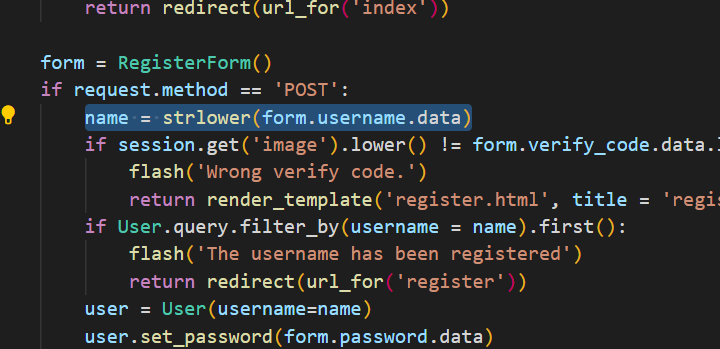 return redirect(url_for('index'))
form = RegisterForm()
if request.method == 'POST':
name = strlower(form.username.data)
if session.get('image').lower() != form.verify_code.data.
flash('Wrong verify code.')
return render_template('register.html', title = 'regis
if User.query.filter_by(username = name).first():
flash('The username has been registered')
return redirect(url_for('register'))
user = User(username=name)
user.set_password(form.password.data)